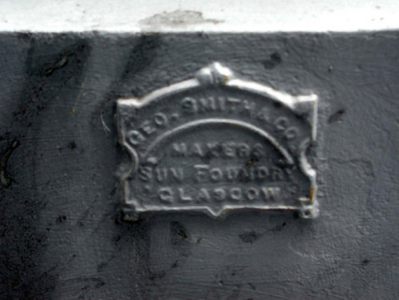 GEO. SMITH & CO.
MAKERS
SUN FOUNDRY
GLASGOW